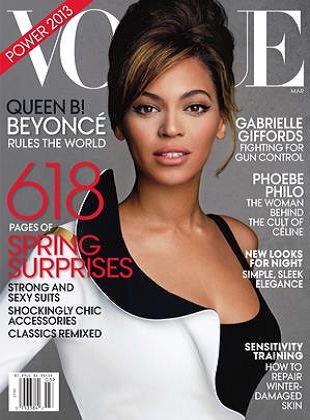 POWER 2013
VOGUE
MAR
QUEEN B!
BEYONCÉ
RULES THE WORLD
618
PAGES OF
SPRING
SURPRISES
STRONG AND
SEXY SUITS
SHOCKINGLY CHIC
ACCESSORIES
CLASSICS REMIXED
GABRIELLE
GIFFORDS
FIGHTING FOR
GUN CONTROL
PHOEBE
PHILO
THE WOMAN
BEHIND
THE CULT OF
CÉLINE
NEW LOOKS
FOR NIGHT
SIMPLE, SLEEK
ELEGANCE
SENSITIVITY
TRAINING
HOW TO
REPAIR
WINTER-
DAMAGED
SKIN